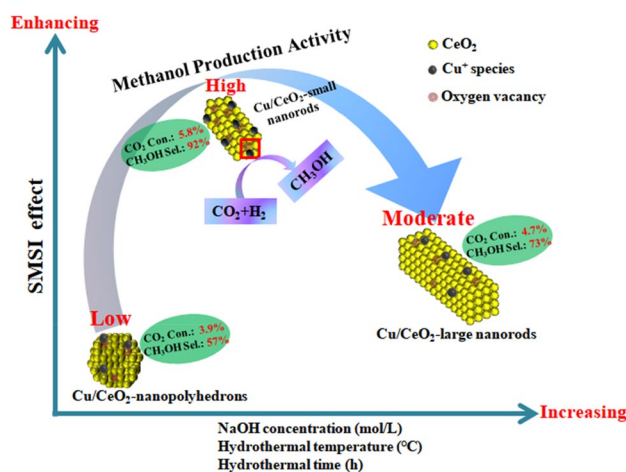 Enhancing
Methanol Production Activity
CeO2
Cu+ species
Oxygen vacancy
High
Cu/CeO2-small
nanorods
CO2 Con.: 5.8%
CH3OH Sel.: 92%
CH3OH
CO2+H2
SMSI effect
Moderate
CO2 Con.: 4.7%
CH3OH Sel.: 73%
Cu/CeO2-large nanorods
Low
CO2 Con.: 3.9%
CH3OH Sel.: 57%
Cu/CeO2-nanopolyhedrons
Increasing
NaOH concentration (mol/L)
Hydrothermal temperature (°C)
Hydrothermal time (h)